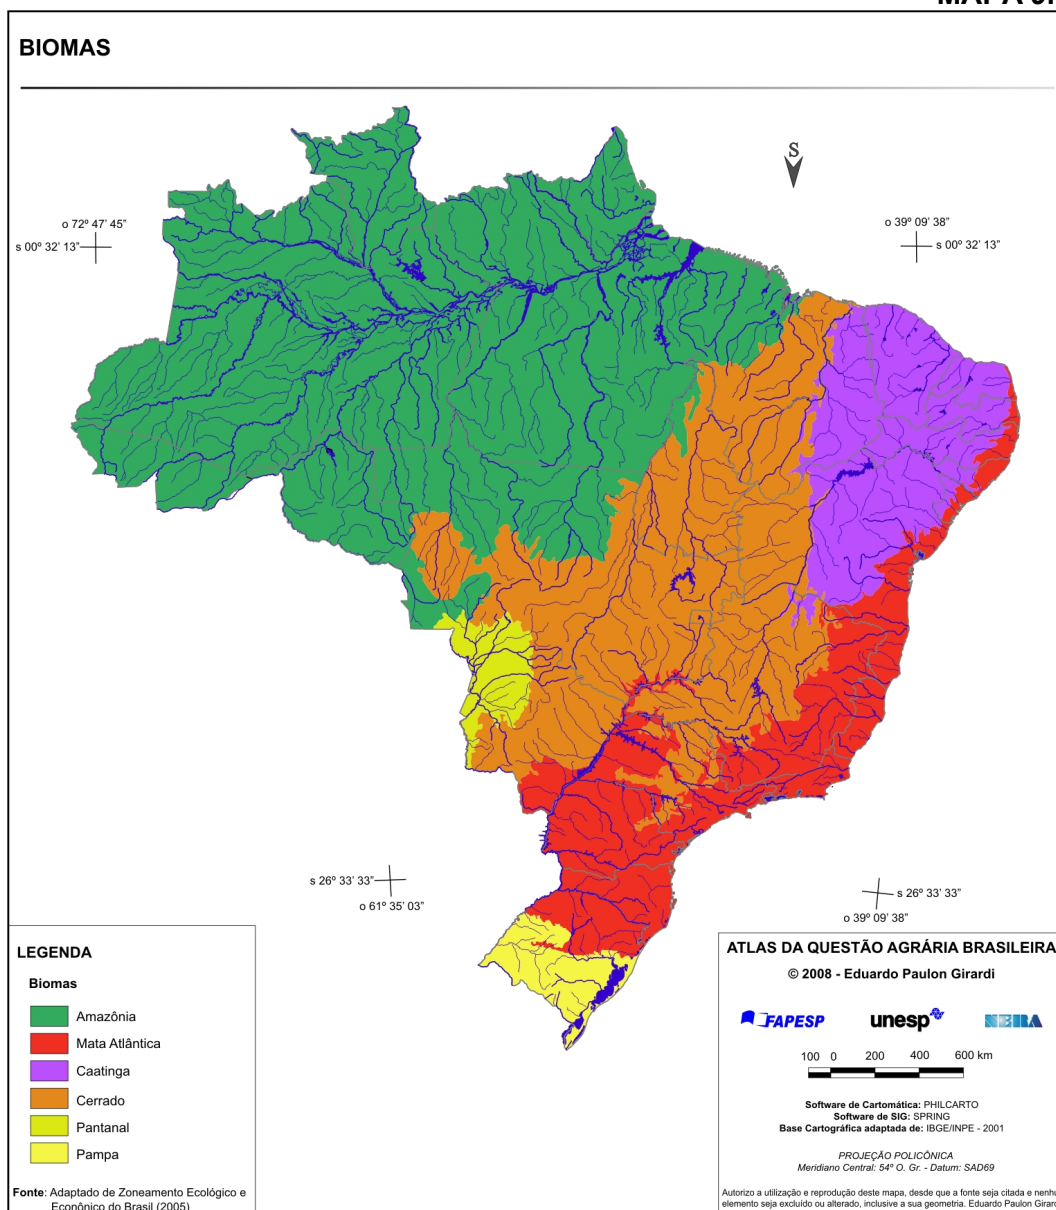 BIOMAS
S
o 72º 47' 45"
s 00º 32' 13"
o 39º 09' 38"
s 00º 32' 13"
s 26º 33' 33"
o 61º 35' 03"
s 26º 33' 33"
o 39º 09' 38"
LEGENDA
Biomas
Amazônia
Mata Atlântica
Caatinga
Cerrado
Pantanal
Pampa
Fonte: Adaptado de Zoneamento Ecológico e
Econônico do Brasil (2005)
ATLAS DA QUESTÃO AGRÁRIA BRASILEIRA
© 2008 - Eduardo Paulon Girardi
FAPESP unesp NERA
100 0 200 400 600 km
Software de Cartomática: PHILCARTO
Software de SIG: SPRING
Base Cartográfica adaptada de: IBGE/INPE - 2001
PROJEÇÃO POLICÔNICA
Meridiano Central: 54º O. Gr. - Datum: SAD69
Autorizo a utilização e reprodução deste mapa, desde que a fonte seja citada e
elemento seja excluído ou alterado, inclusive a sua geometria. Eduardo Paulon